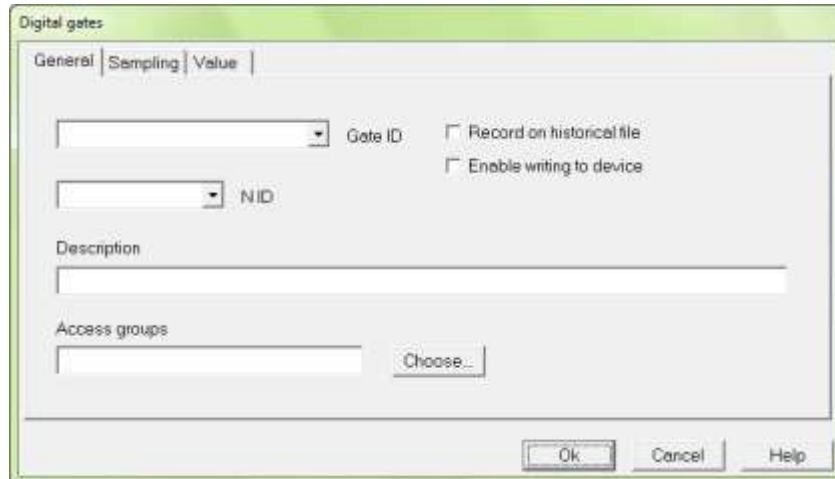 Digital gates
General Sampling Value
Gate ID Record on historical file
Enable writing to device
N ID
Description
Access groups
Choose...
Ok Cancel Help